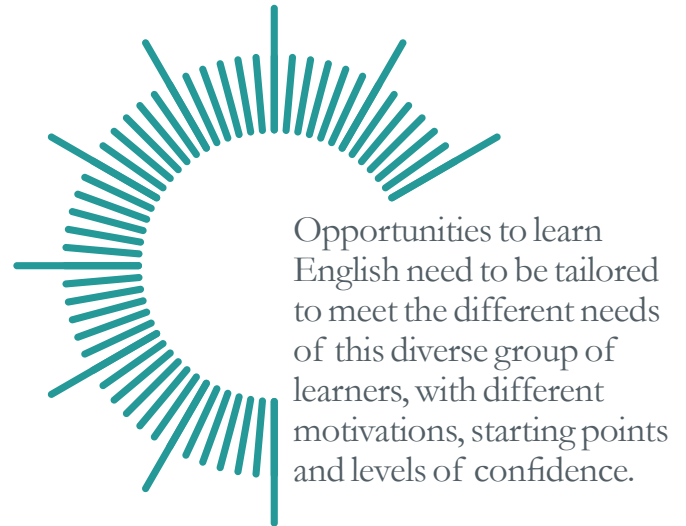 Opportunities to learn
English need to be tailored
to meet the different needs
of this diverse group of
learners, with different
motivations, starting points
and levels of confidence.